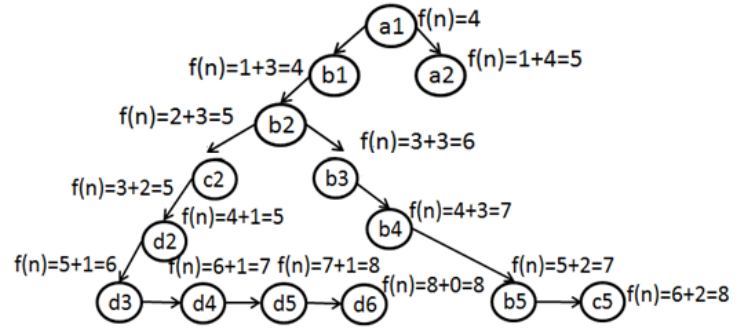 a1 f(n)=4
f(n)=1+3=4 b1 a2 f(n)=1+4=5
f(n)=2+3=5 b2
f(n)=3+3=6
f(n)=3+2=5 c2 b3
f(n)=4+1=5 b4 f(n)=4+3=7
d2
f(n)=5+1=6 f(n)=6+1=7 f(n)=7+1=8 f(n)=5+2=7
d3 d4 d5 d6 f(n)=8+0=8 b5 c5 f(n)=6+2=8